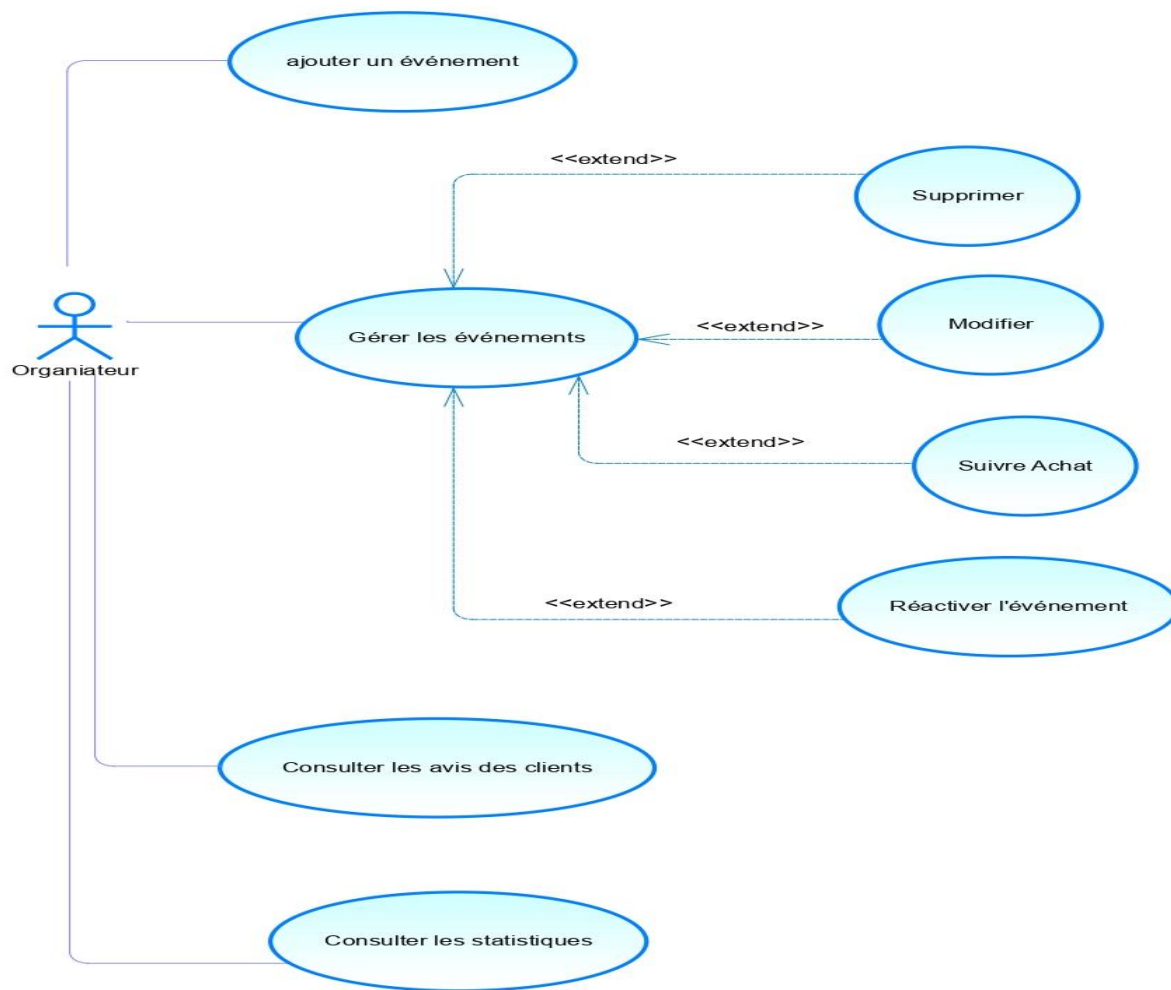 ajouter un événement
<<extend>>
Supprimer
Gérer les événements
<<extend>>
Modifier
Organiateur
<<extend>>
Suivre Achat
<<extend>>
Réactiver l'événement
Consulter les avis des clients
Consulter les statistiques